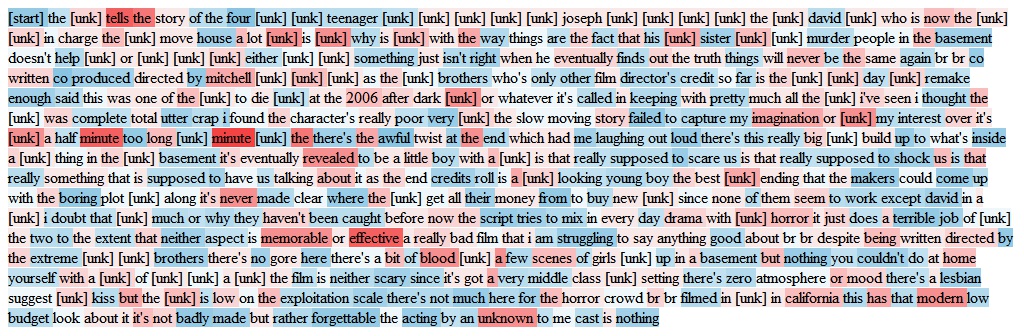 [start] the [unk] tells the story of the four [unk] [unk] teenager [unk] [unk] [unk] [unk] [unk] joseph [unk] [unk] [unk] [unk] [unk] the [unk] david [unk] who is now the [unk]
[unk] in charge the [unk] move house a lot [unk] is [unk] why is [unk] with the way things are the fact that his [unk] sister [unk] [unk] murder people in the basement
doesn't help [unk] or [unk] [unk] [unk] either [unk] [unk] something just isn't right when he eventually finds out the truth things will never be the same again br br co
written co produced directed by mitchell [unk] [unk] [unk] as the [unk] brothers who's only other film director's credit so far is the [unk] [unk] day [unk] remake
enough said this was one of the [unk] to die [unk] at the 2006 after dark [unk] or whatever it's called in keeping with pretty much all the [unk] i've seen i thought the
[unk] was complete total utter crap i found the character's really poor very [unk] the slow moving story failed to capture my imagination or [unk] my interest over it's
[unk] a half minute too long [unk] minute [unk] the there's the awful twist at the end which had me laughing out loud there's this really big [unk] build up to what's inside
a [unk] thing in the [unk] basement it's eventually revealed to be a little boy with a [unk] is that really supposed to scare us is that really supposed to shock us is that
really something that is supposed to have us talking about it as the end credits roll is a [unk] looking young boy the best [unk] ending that the makers could come up
with the boring plot [unk] along it's never made clear where the [unk] get all their money from to buy new [unk] since none of them seem to work except david in a
[unk] i doubt that [unk] much or why they haven't been caught before now the script tries to mix in every day drama with [unk] horror it just does a terrible job of [unk]
the two to the extent that neither aspect is memorable or effective a really bad film that i am struggling to say anything good about br br despite being written directed by
the extreme [unk] [unk] brothers there's no gore here there's a bit of blood [unk] a few scenes of girls [unk] up in a basement but nothing you couldn't do at home
yourself with a [unk] of [unk] [unk] a [unk] the film is neither scary since it's got a very middle class [unk] setting there's zero atmosphere or mood there's a lesbian
suggest [unk] kiss but the [unk] is low on the exploitation scale there's not much here for the horror crowd br br filmed in [unk] in california this has that modern low
budget look about it it's not badly made but rather forgettable the acting by an unknown to me cast is nothing